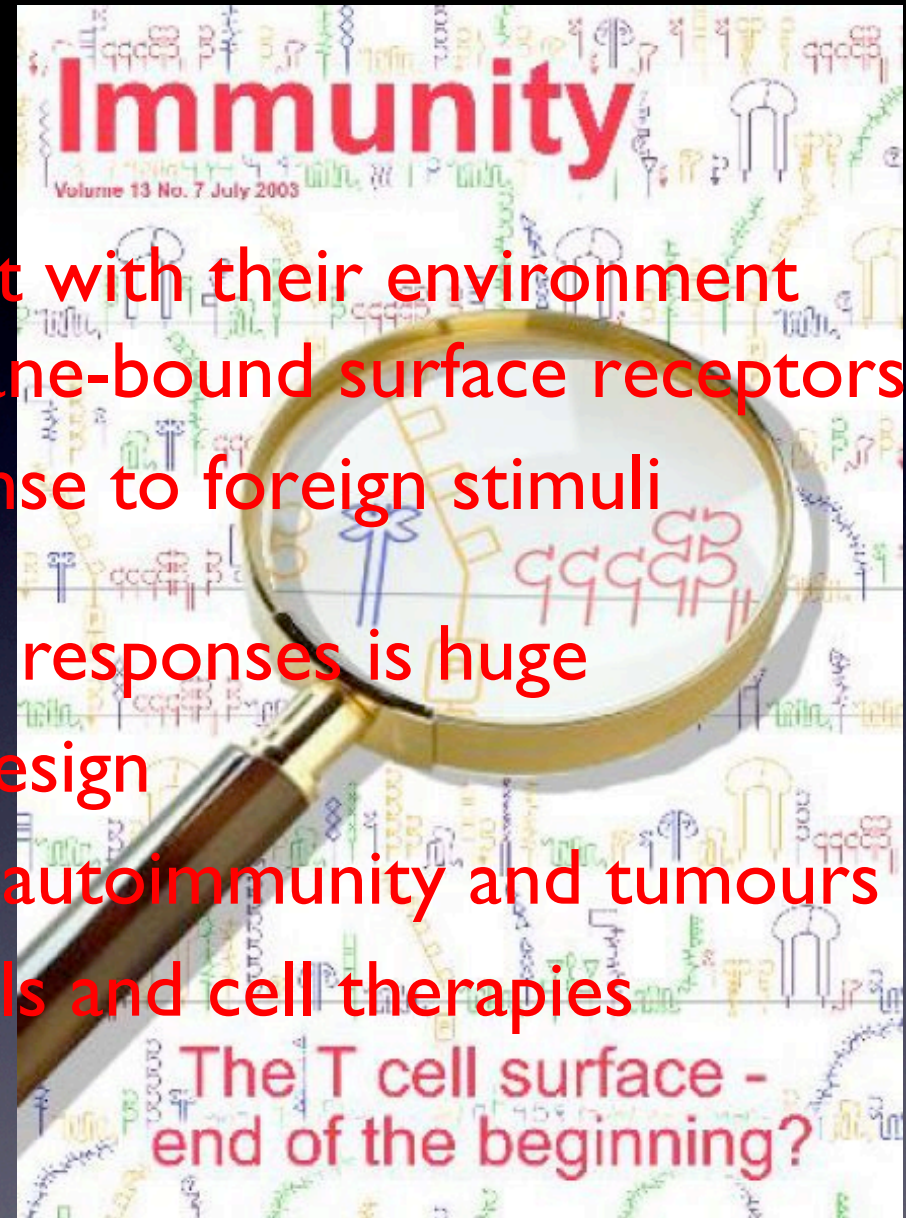 Immunity
Volume 13 No. 7 July 2003
t with their environment
ne-bound surface receptors
nse to foreign stimuli
responses is huge
esign
autoimmunity and tumours
ls and cell therapies
The T cell surface -
end of the beginning?